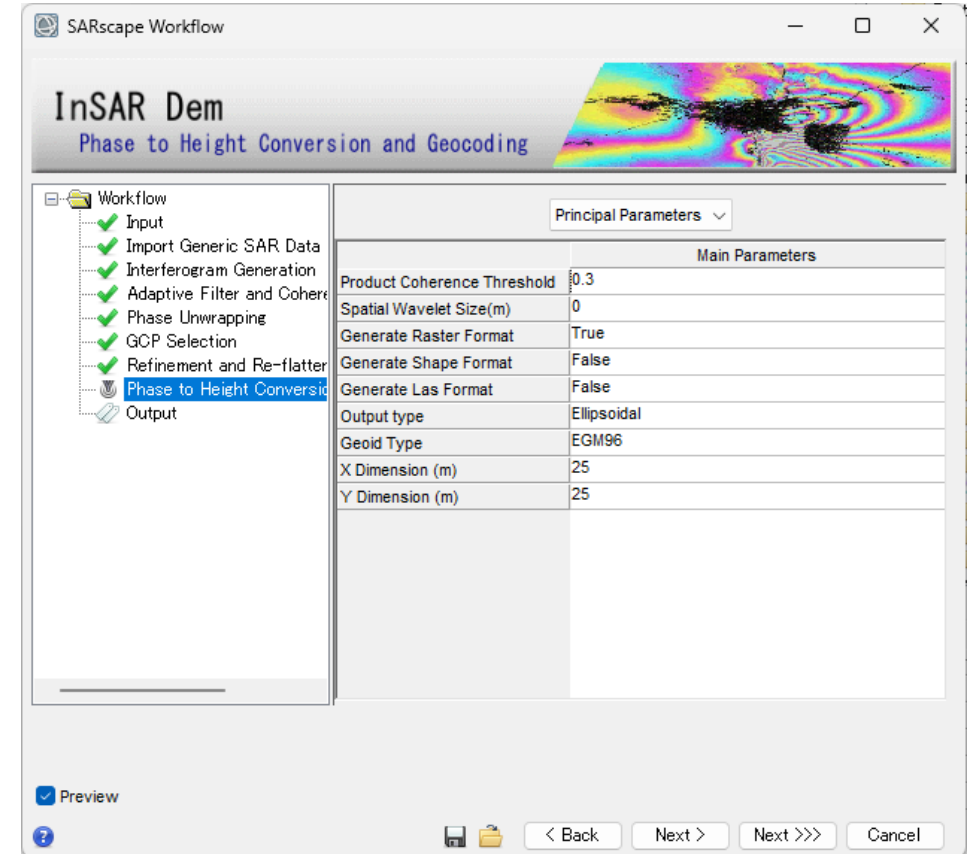 SARscape Workflow
InSAR Dem
Phase to Height Conversion and Geocoding
Workflow
Input
Import Generic SAR Data
Interferogram Generation
Adaptive Filter and Cohere
Phase Unwrapping
GCP Selection
Refinement and Re-flatter
Phase to Height Conversio
Output
Principal Parameters
Main Parameters
Product Coherence Threshold 0.3
Spatial Wavelet Size(m) 0
Generate Raster Format True
Generate Shape Format False
Generate Las Format False
Output type Ellipsoidal
Geoid Type EGM96
X Dimension (m) 25
Y Dimension (m) 25
Preview
? < Back Next > Next >>> Cancel